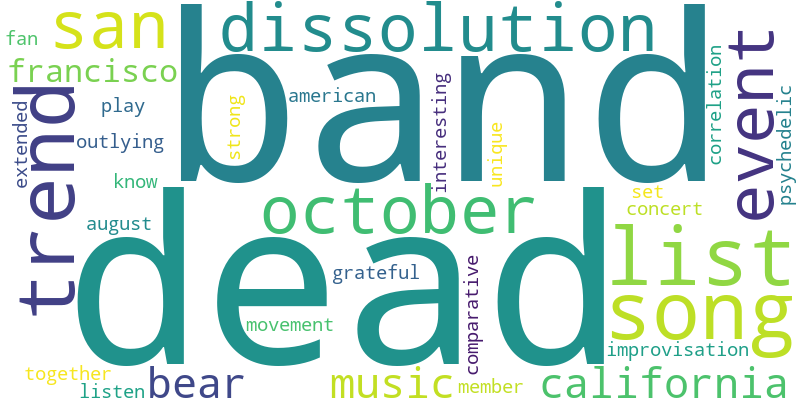 fan
san
dissolution
francisco
band
event
trend
extended
play
outlying
strong
american
interesting
unique
correlation
psychedelic
know
august
october
set
concert
dead
grateful
movement
comparative
list
song
improvisation
together
listen
bear
music
member
california